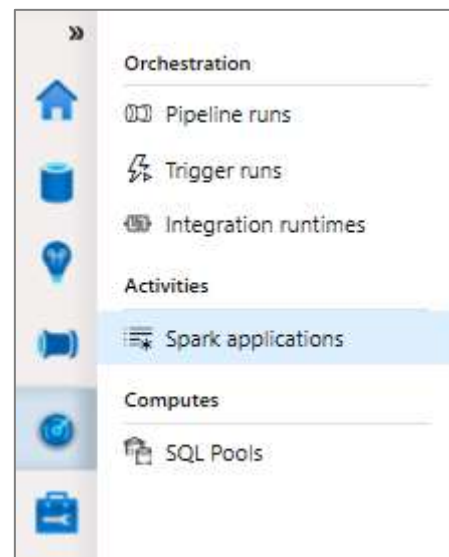 »
Orchestration
Pipeline runs
Trigger runs
Integration runtimes
Activities
Spark applications
Computes
SQL Pools